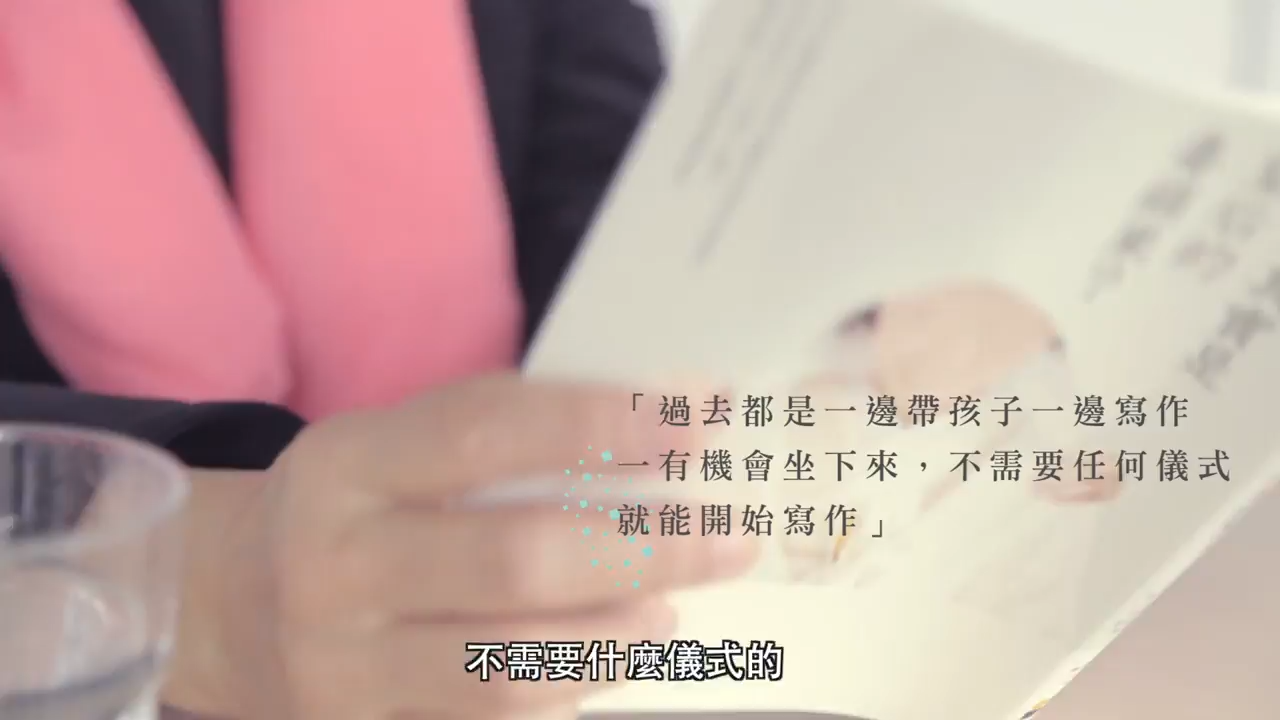 「過去都是一邊帶孩子一邊寫作
一有機會坐下來，不需要任何儀式
就能開始寫作」
不需要什麼儀式的